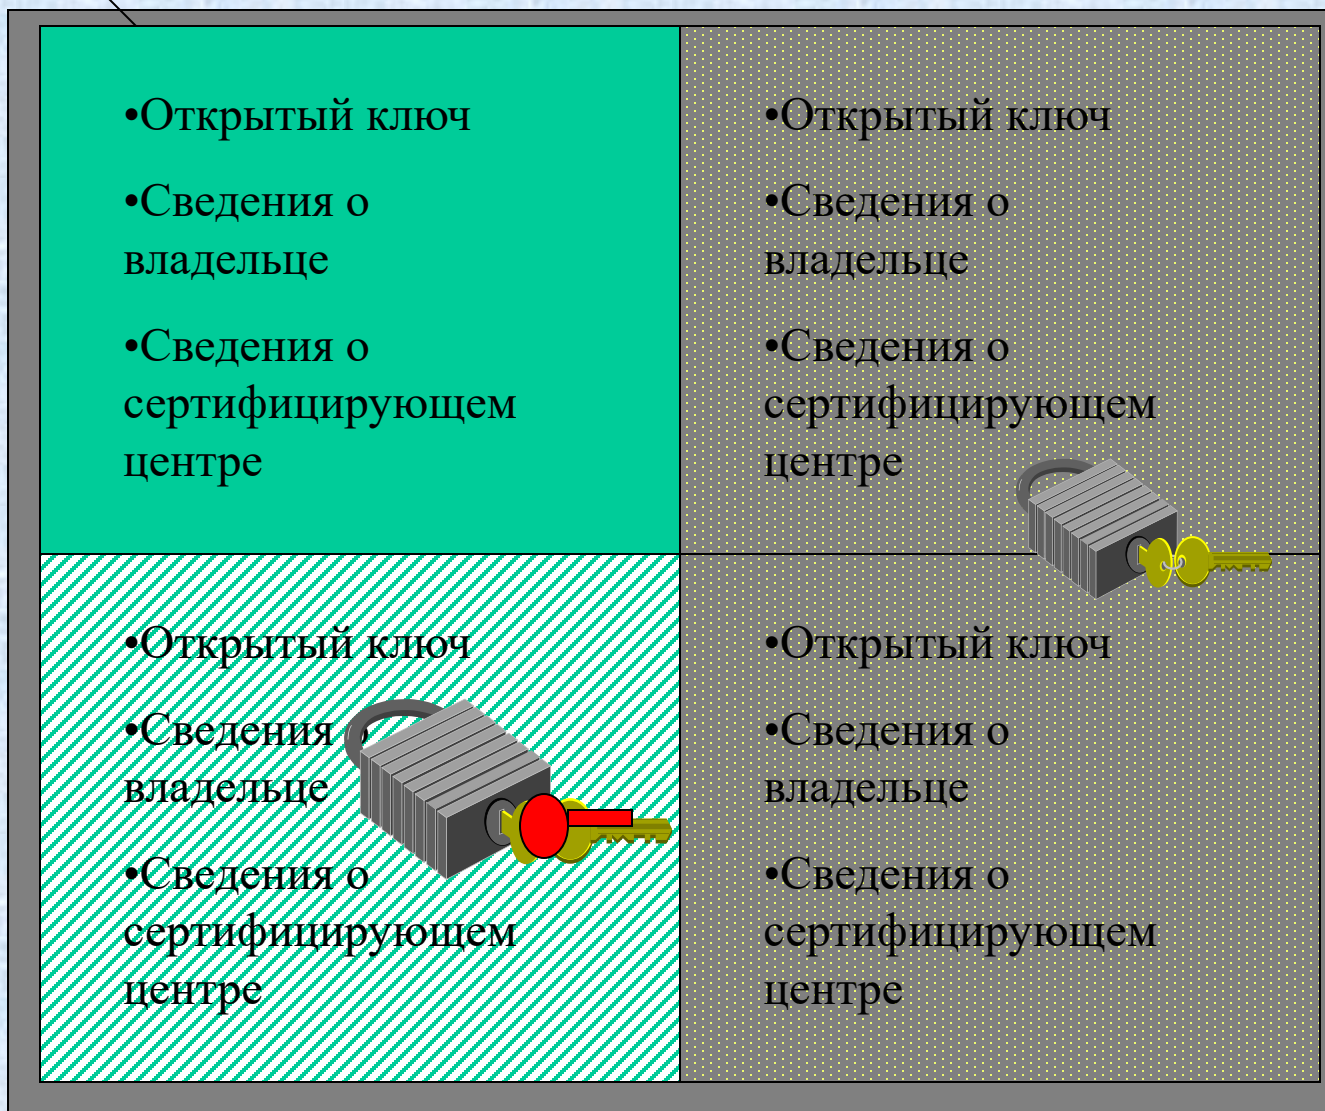 •Открытый ключ
•Сведения о
владельце
•Сведения о
сертифицирующем
центре
•Открытый ключ
•Сведения о
владельце
•Сведения о
сертифицирующем
центре
•Открытый ключ
•Сведения о
владельце
•Сведения о
сертифицирующем
центре
•Открытый ключ
•Сведения о
владельце
•Сведения о
сертифицирующем
центре